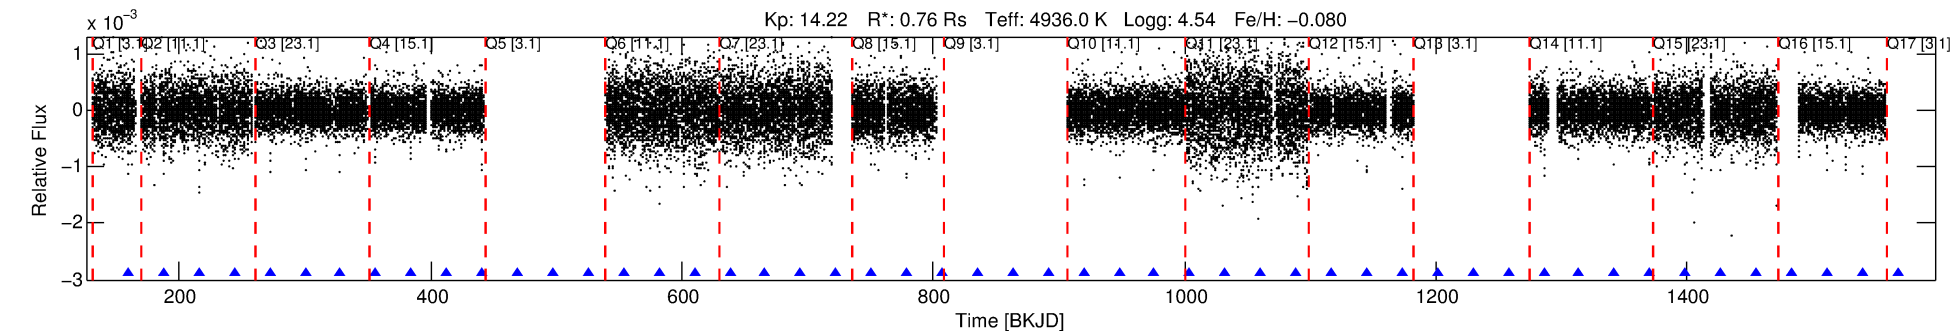 Kp: 14.22 R*: 0.76 Rs Teff: 4936.0 K Logg: 4.54 Fe/H: −0.080
x 10⁻³
Q1 [3.1] Q2 [11.1] Q3 [23.1] Q4 [15.1] Q5 [3.1] Q6 [11.1] Q7 [23.1] Q8 [15.1] Q9 [3.1] Q10 [11.1] Q11 [23.1] Q12 [15.1] Q13 [3.1] Q14 [11.1] Q15 [23.1] Q16 [15.1] Q17 [3.1]
1
0
−1
−2
−3
Relative Flux
200 400 600 800 1000 1200 1400
Time [BKJD]